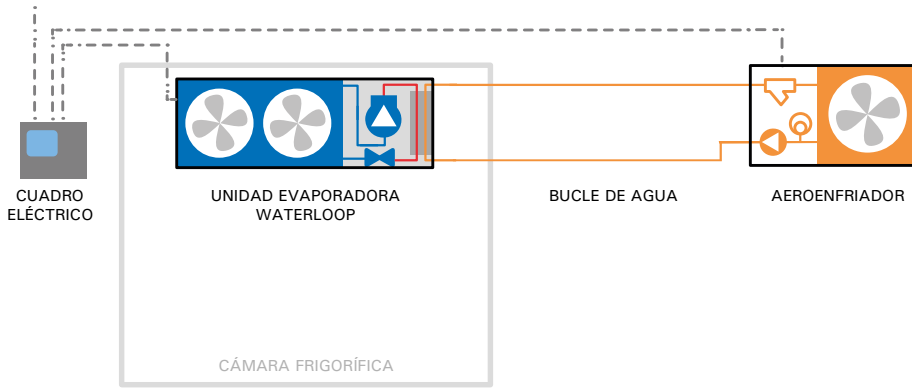 CUADRO
ELÉCTRICO
UNIDAD EVAPORADORA
WATERLOOP
BUCLE DE AGUA
AEROENFRIADOR
CÁMARA FRIGORÍFICA